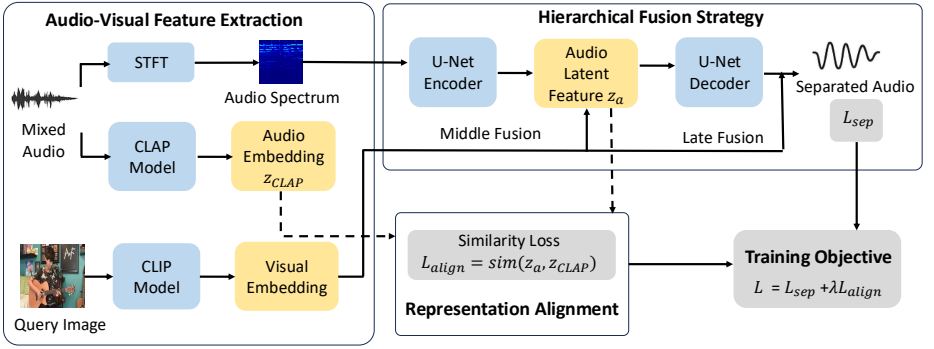 Audio-Visual Feature Extraction
STFT
Audio Spectrum
Mixed
Audio
CLAP
Model
Audio
Embedding
z_CLAP
CLIP
Model
Visual
Embedding
Query Image
Hierarchical Fusion Strategy
U-Net
Encoder
Audio
Latent
Feature z_a
U-Net
Decoder
Separated Audio
L_sep
Middle Fusion
Late Fusion
Similarity Loss
L_align = sim(z_a, z_CLAP)
Representation Alignment
Training Objective
L = L_sep +λL_align